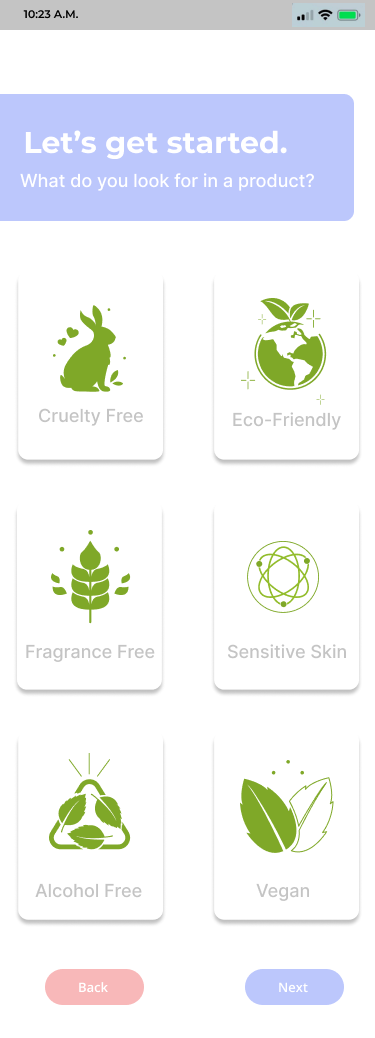 10:23 A.M.
Let’s get started.
What do you look for in a product?
Cruelty Free
Eco-Friendly
Fragrance Free
Sensitive Skin
Alcohol Free
Vegan
Back
Next